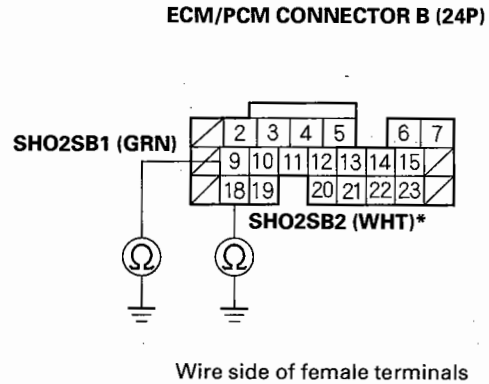 ECM/PCM CONNECTOR B (24P)
2 3 4 5 6 7
SHO2SB1 (GRN)
9 10 11 12 13 14 15
18 19 20 21 22 23
SHO2SB2 (WHT)*
Ω Ω
Wire side of female terminals